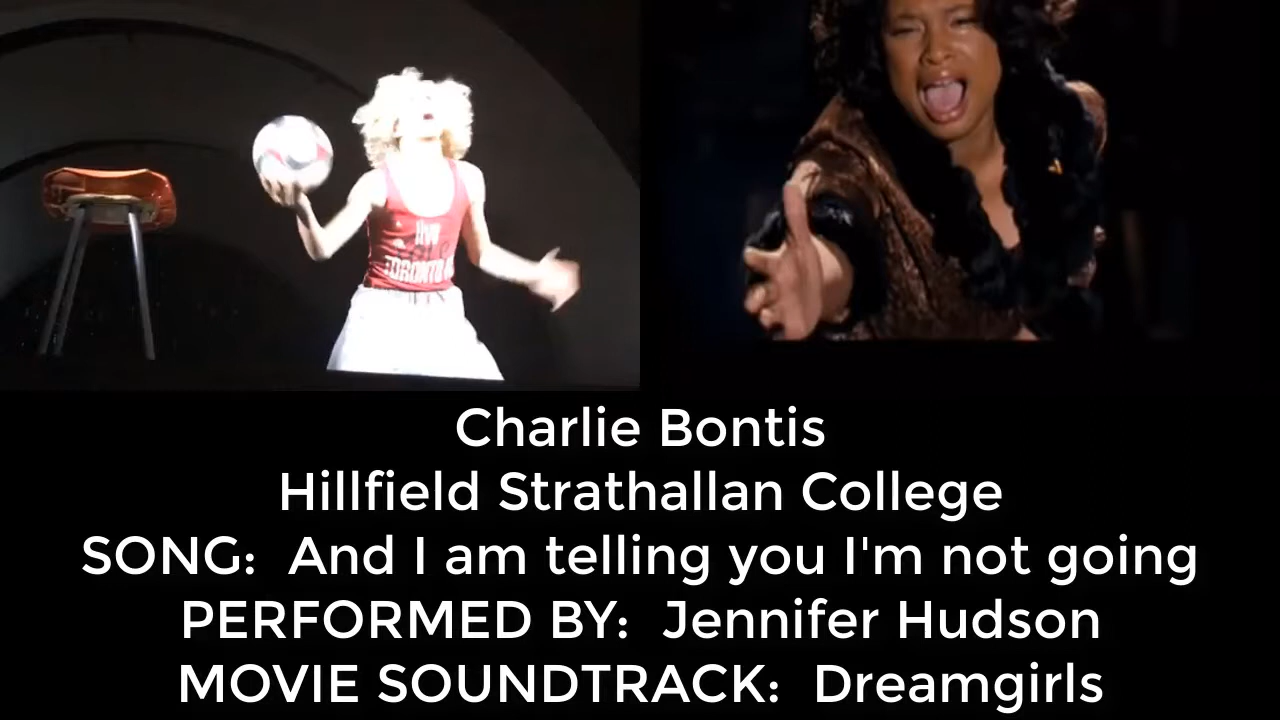 TORONTO
Charlie Bontis
Hillfield Strathallan College
SONG:  And I am telling you I'm not going
PERFORMED BY:  Jennifer Hudson
MOVIE SOUNDTRACK:  Dreamgirls